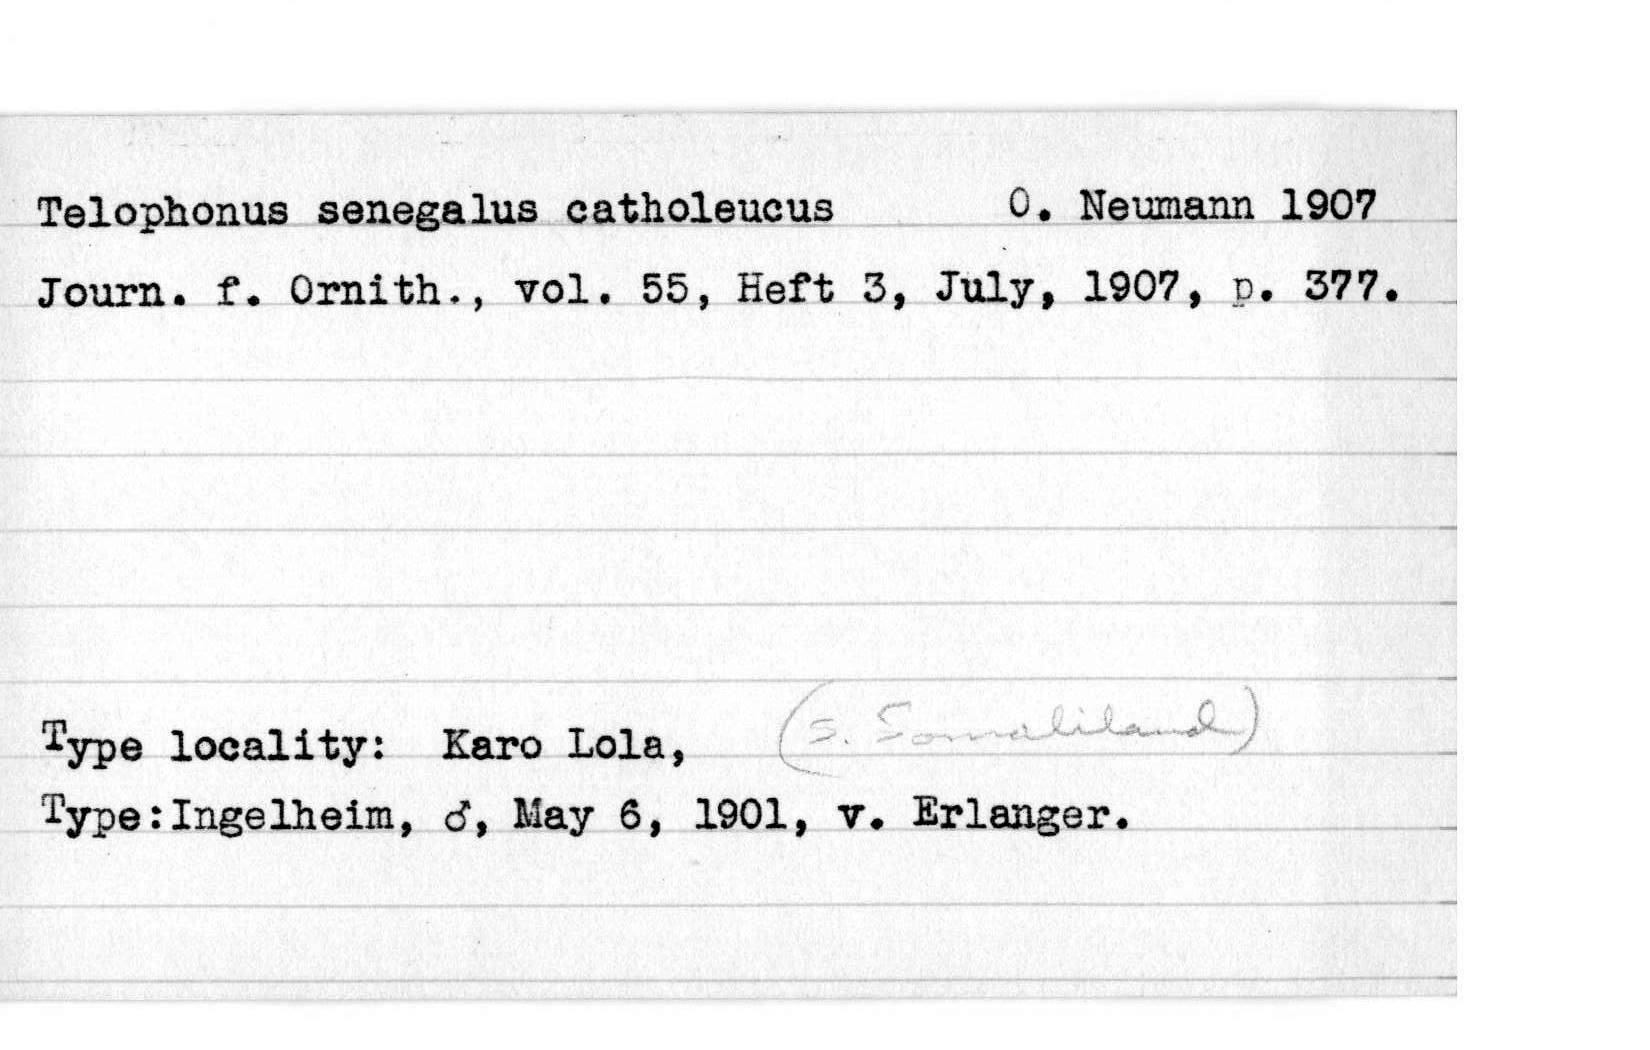 Telophonus senegalus catholeucus O. Neumann 1907
Journ. f. Ornith., vol. 55, Heft 3, July, 1907, p. 377.
Type locality: Karo Lola, (S. Somaliland)
Type:Ingelheim, ♂, May 6, 1901, v. Erlanger.